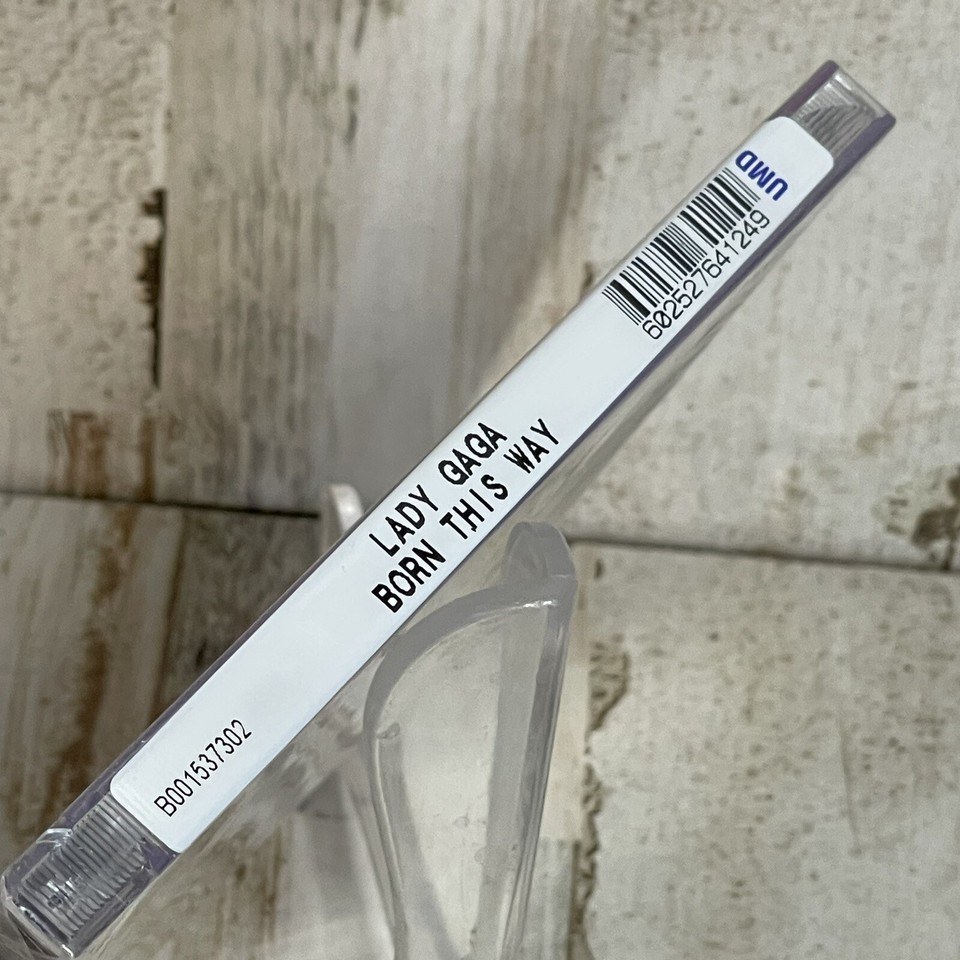 LADY GAGA
BORN THIS WAY
B001537302
602527641249
UMD